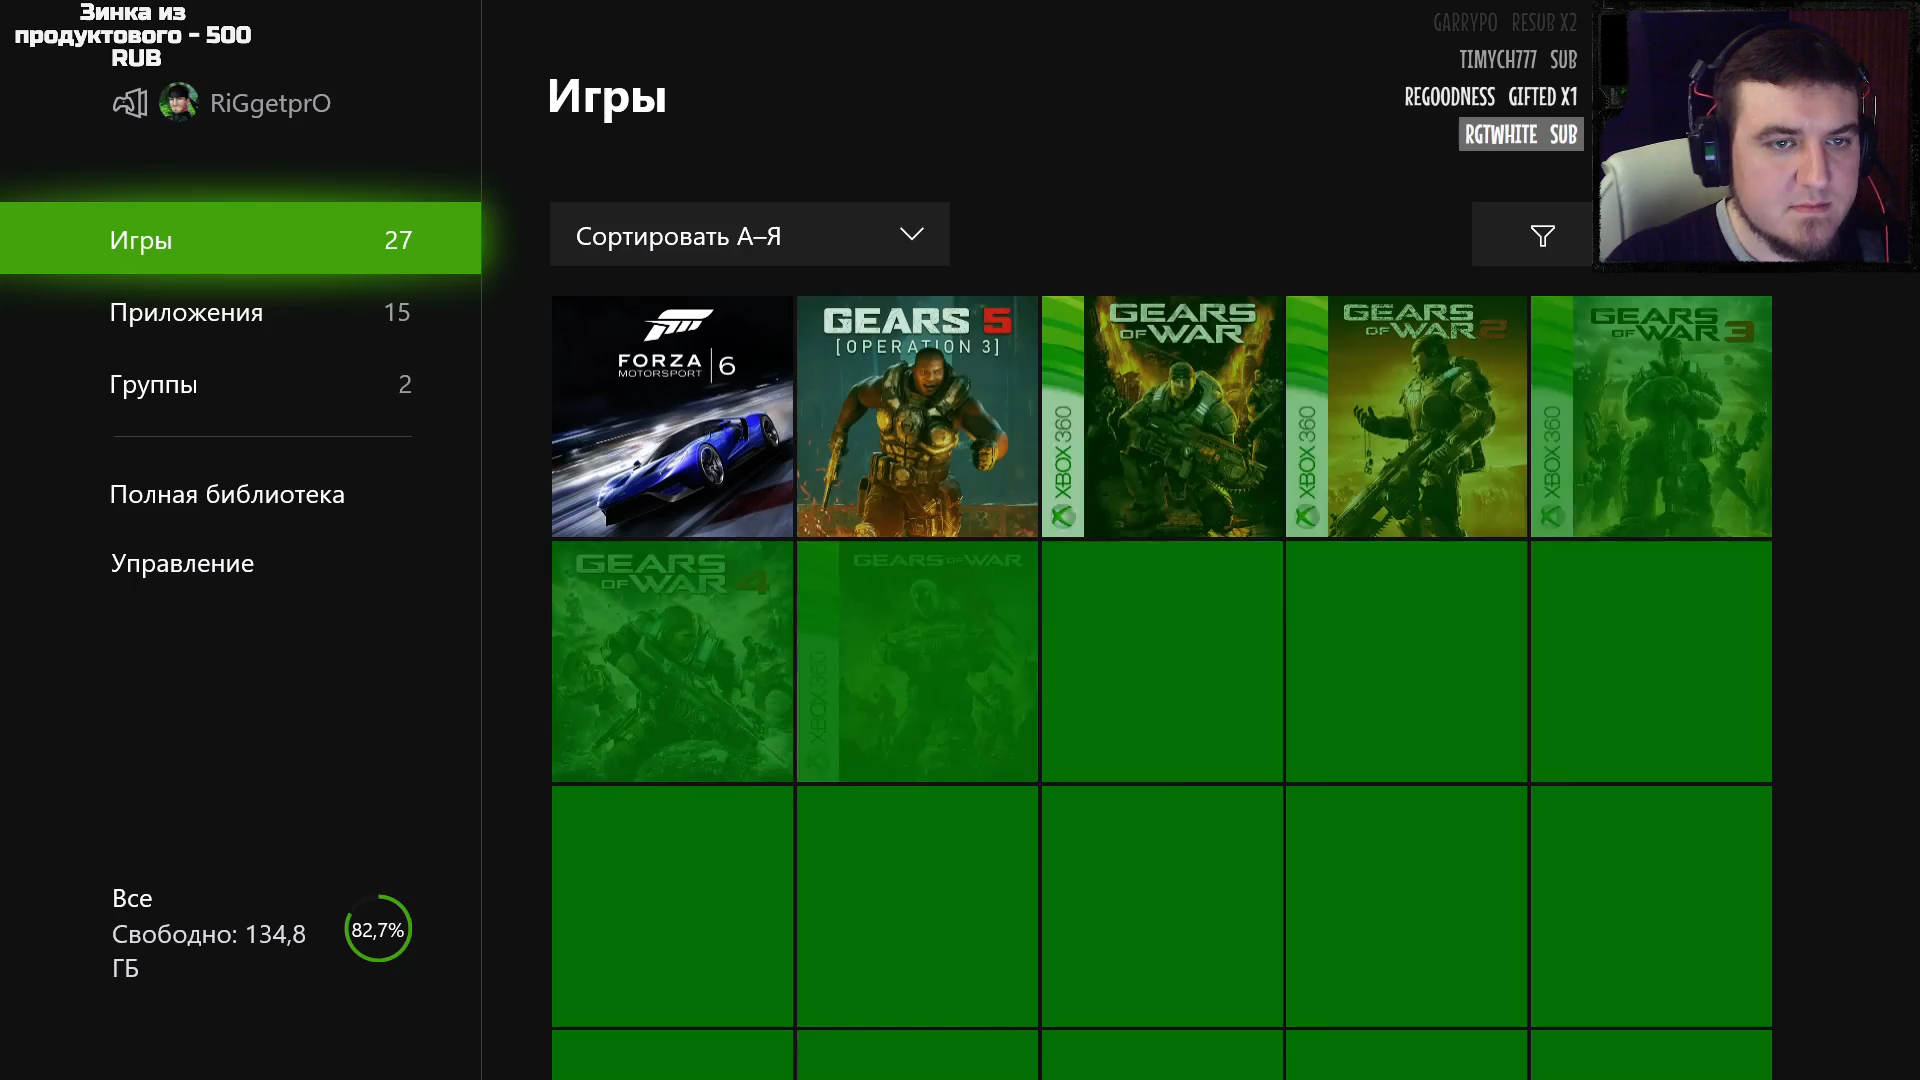 Зинка из
продуктового - 500
RUB
RiGgetprO
Игры 27
Приложения 15
Группы 2
Полная библиотека
Управление
Все
Свободно: 134,8
ГБ
82,7%
Игры
GARRYPO RESUB X2
TIMYCH777 SUB
REGOODNESS GIFTED X1
RGTWHITE SUB
Сортировать А–Я
FORZA
MOTORSPORT 6
GEARS 5
[OPERATION 3]
XBOX 360
GEARS
OF WAR
XBOX 360
GEARS
OF WAR 2
XBOX 360
GEARS
OF WAR 3
GEARS
OF WAR 4
XBOX 360
GEARS OF WAR